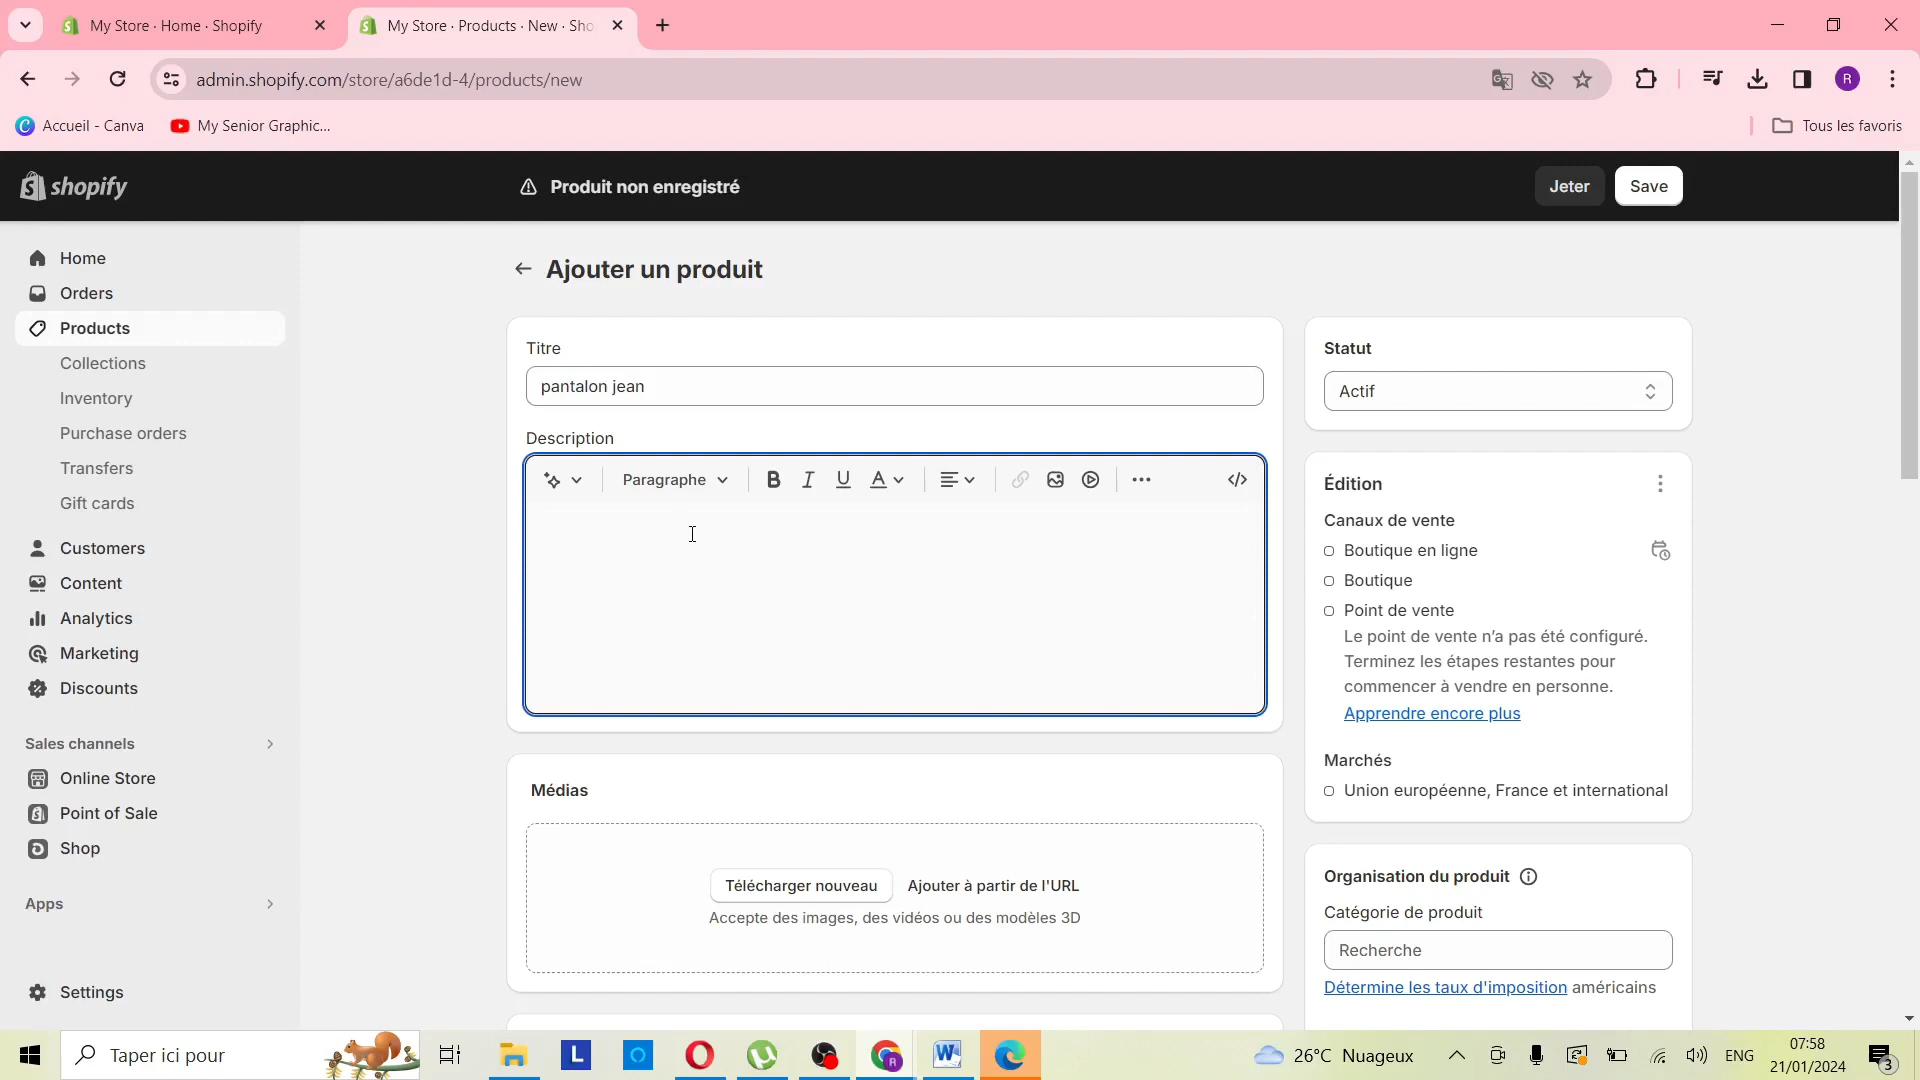 My Store · Home · Shopify
My Store · Products · New · Sho
admin.shopify.com/store/a6de1d-4/products/new
Accueil - Canva
My Senior Graphic...
Tous les favoris
shopify
Produit non enregistré
Jeter
Save
Home
Orders
Products
Collections
Inventory
Purchase orders
Transfers
Gift cards
Customers
Content
Analytics
Marketing
Discounts
Sales channels
Online Store
Point of Sale
Shop
Apps
Settings
Ajouter un produit
Titre
pantalon jean
Description
Paragraphe
Médias
Télécharger nouveau
Ajouter à partir de l'URL
Accepte des images, des vidéos ou des modèles 3D
Statut
Actif
Édition
Canaux de vente
Boutique en ligne
Boutique
Point de vente
Le point de vente n'a pas été configuré.
Terminez les étapes restantes pour
commencer à vendre en personne.
Apprendre encore plus
Marchés
Union européenne, France et international
Organisation du produit
Catégorie de produit
Recherche
Détermine les taux d'imposition américains
Taper ici pour
26°C Nuageux
ENG
07:58
21/01/2024
3